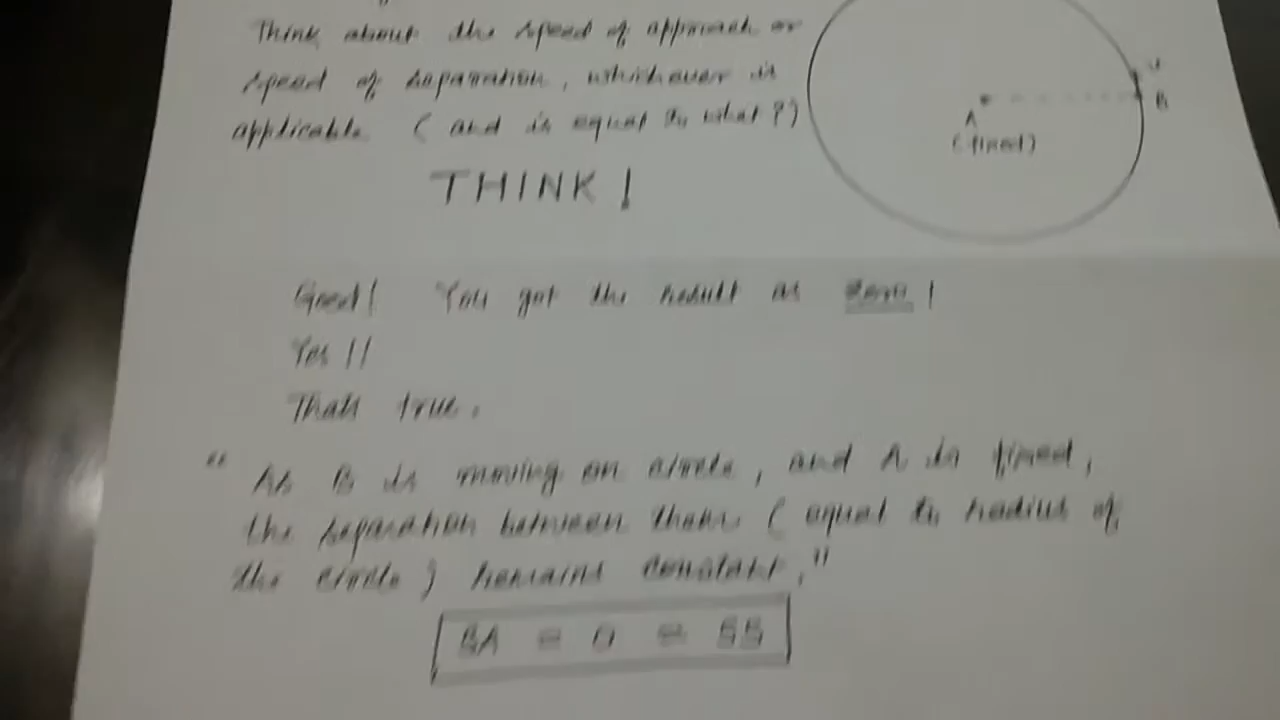 Think about the speed of approach or
speed of separation, whichever is
applicable (and is equal to what?)
THINK!
A
(fixed)
B
Good! You got the result as zero!
Yes!!
Thats true.
"As B is moving on circle, and A is fixed,
the separation between them (equal to radius of
the circle) remains constant."
SA = 0 = SS